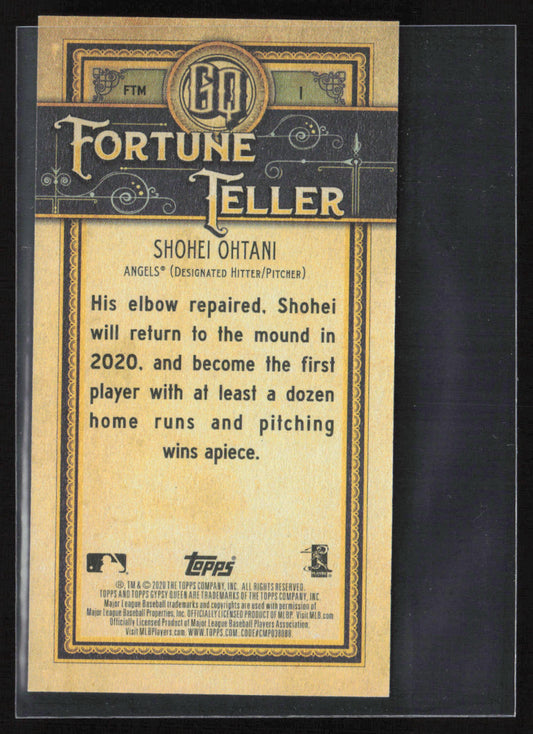 GQ
FTM
1
FORTUNE
TELLER
SHOHEI OHTANI
ANGELS® (DESIGNATED HITTER/PITCHER)
His elbow repaired, Shohei
will return to the mound in
2020, and become the first
player with at least a dozen
home runs and pitching
wins apiece.
Topps
®, TM & © 2020 THE TOPPS COMPANY, INC. ALL RIGHTS RESERVED.
TOPPS AND TOPPS GYPSY QUEEN ARE TRADEMARKS OF THE TOPPS COMPANY, INC.
Major League Baseball trademarks and copyrights are used with permission of
Major League Baseball Properties, Inc. OFFICIALLY LICENSED PRODUCT OF MLBP. Visit MLB.com
Officially Licensed Product of Major League Baseball Players Association.
Visit MLBPlayers.com. WWW.TOPPS.COM. CODE#CMP038080.